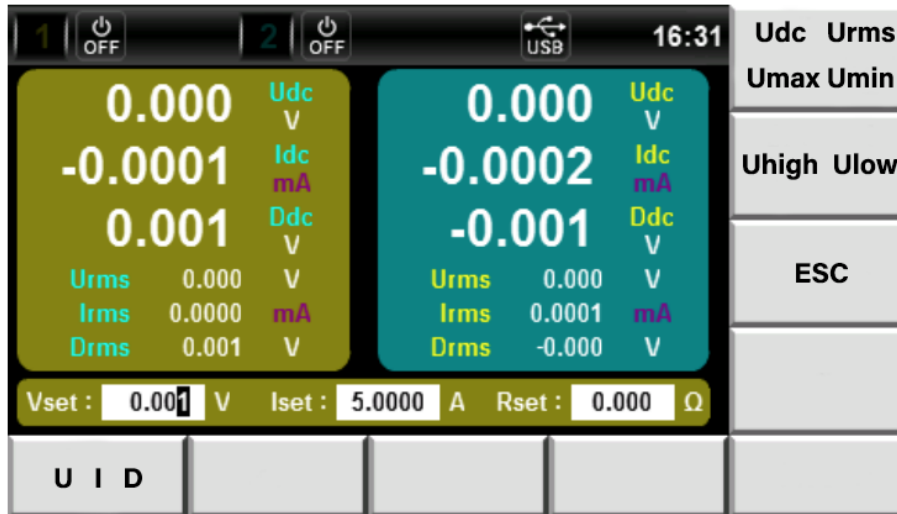 1 OFF 2 OFF USB 16:31
Udc Urms
Umax Umin
Uhigh Ulow
ESC
0.000 Udc V
-0.0001 Idc mA
0.001 Ddc V
Urms 0.000 V
Irms 0.0000 mA
Drms 0.001 V
0.000 Udc V
-0.0002 Idc mA
-0.001 Ddc V
Urms 0.000 V
Irms 0.0001 mA
Drms -0.000 V
Vset : 0.001 V Iset : 5.0000 A Rset : 0.000 Ω
U I D